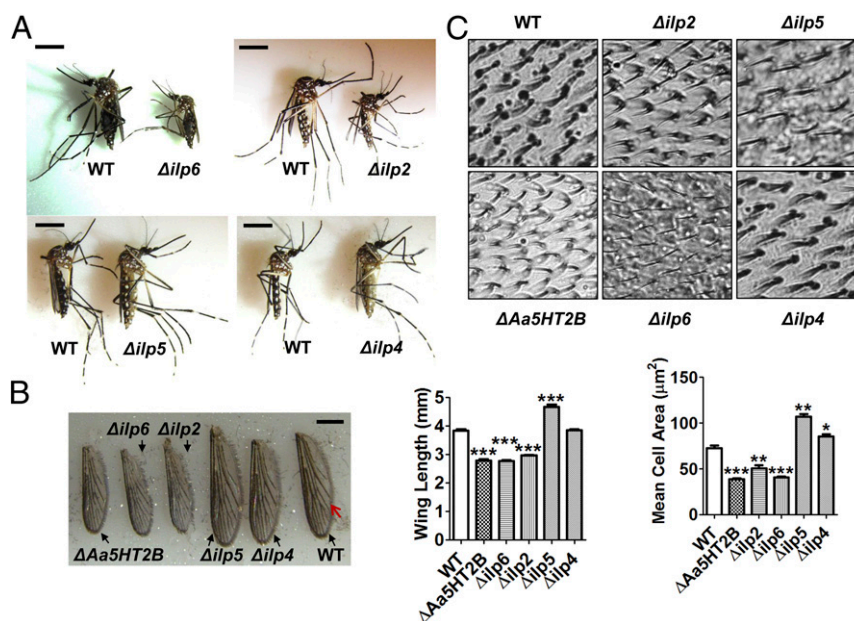 A
WT
Δilp6
WT
Δilp2
WT
Δilp5
WT
Δilp4
B
Δilp6
Δilp2
ΔAa5HT2B
Δilp5
Δilp4
WT
Wing Length (mm)
6
5
4
3
2
1
0
***
***
***
***
WT
ΔAa5HT2B
Δilp6
Δilp2
Δilp5
Δilp4
C
WT
Δilp2
Δilp5
ΔAa5HT2B
Δilp6
Δilp4
Mean Cell Area (μm²)
150
100
50
0
***
**
***
**
*
WT
ΔAa5HT2B
Δilp2
Δilp6
Δilp5
Δilp4